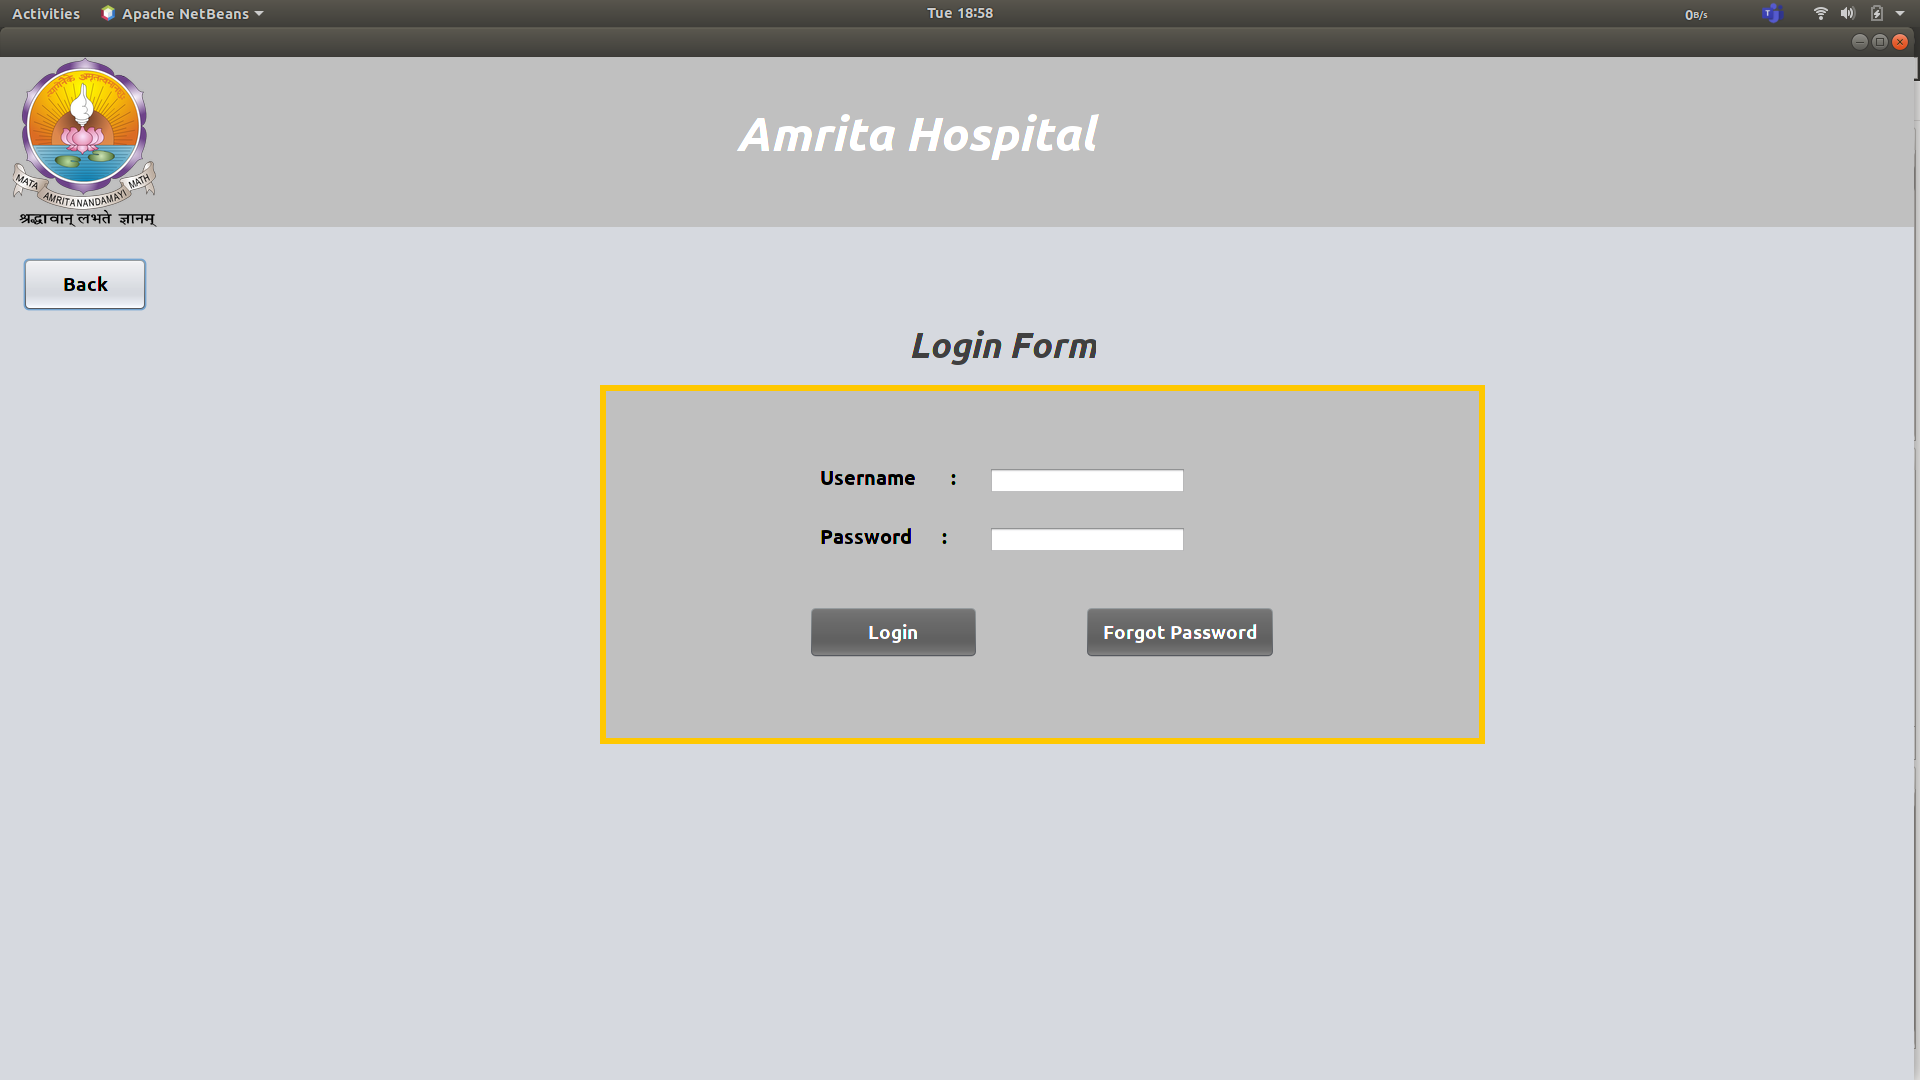 Activities Apache NetBeans Tue 18:58 0B/s
Amrita Hospital
MATA AMRITANANDAMAYI MATH
श्रद्धावान् लभते ज्ञानम्
Back
Login Form
Username :
Password :
Login Forgot Password